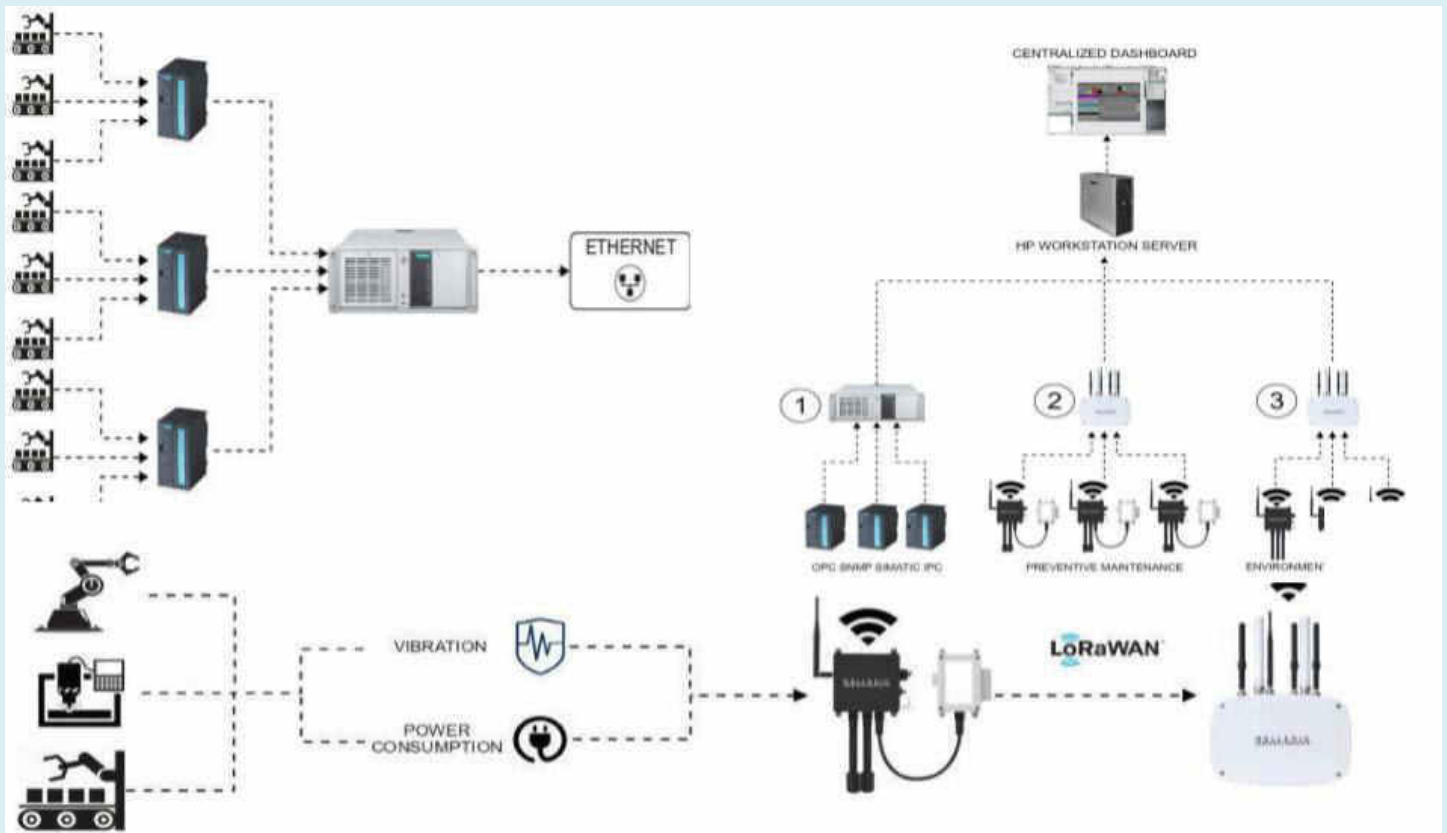 CENTRALIZED DASHBOARD
HP WORKSTATION SERVER
ETHERNET
1
2
3
OPC SNMP SIMATIC IPC
PREVENTIVE MAINTENANCE
ENVIRONMEN
VIBRATION
POWER
CONSUMPTION
LoRaWAN